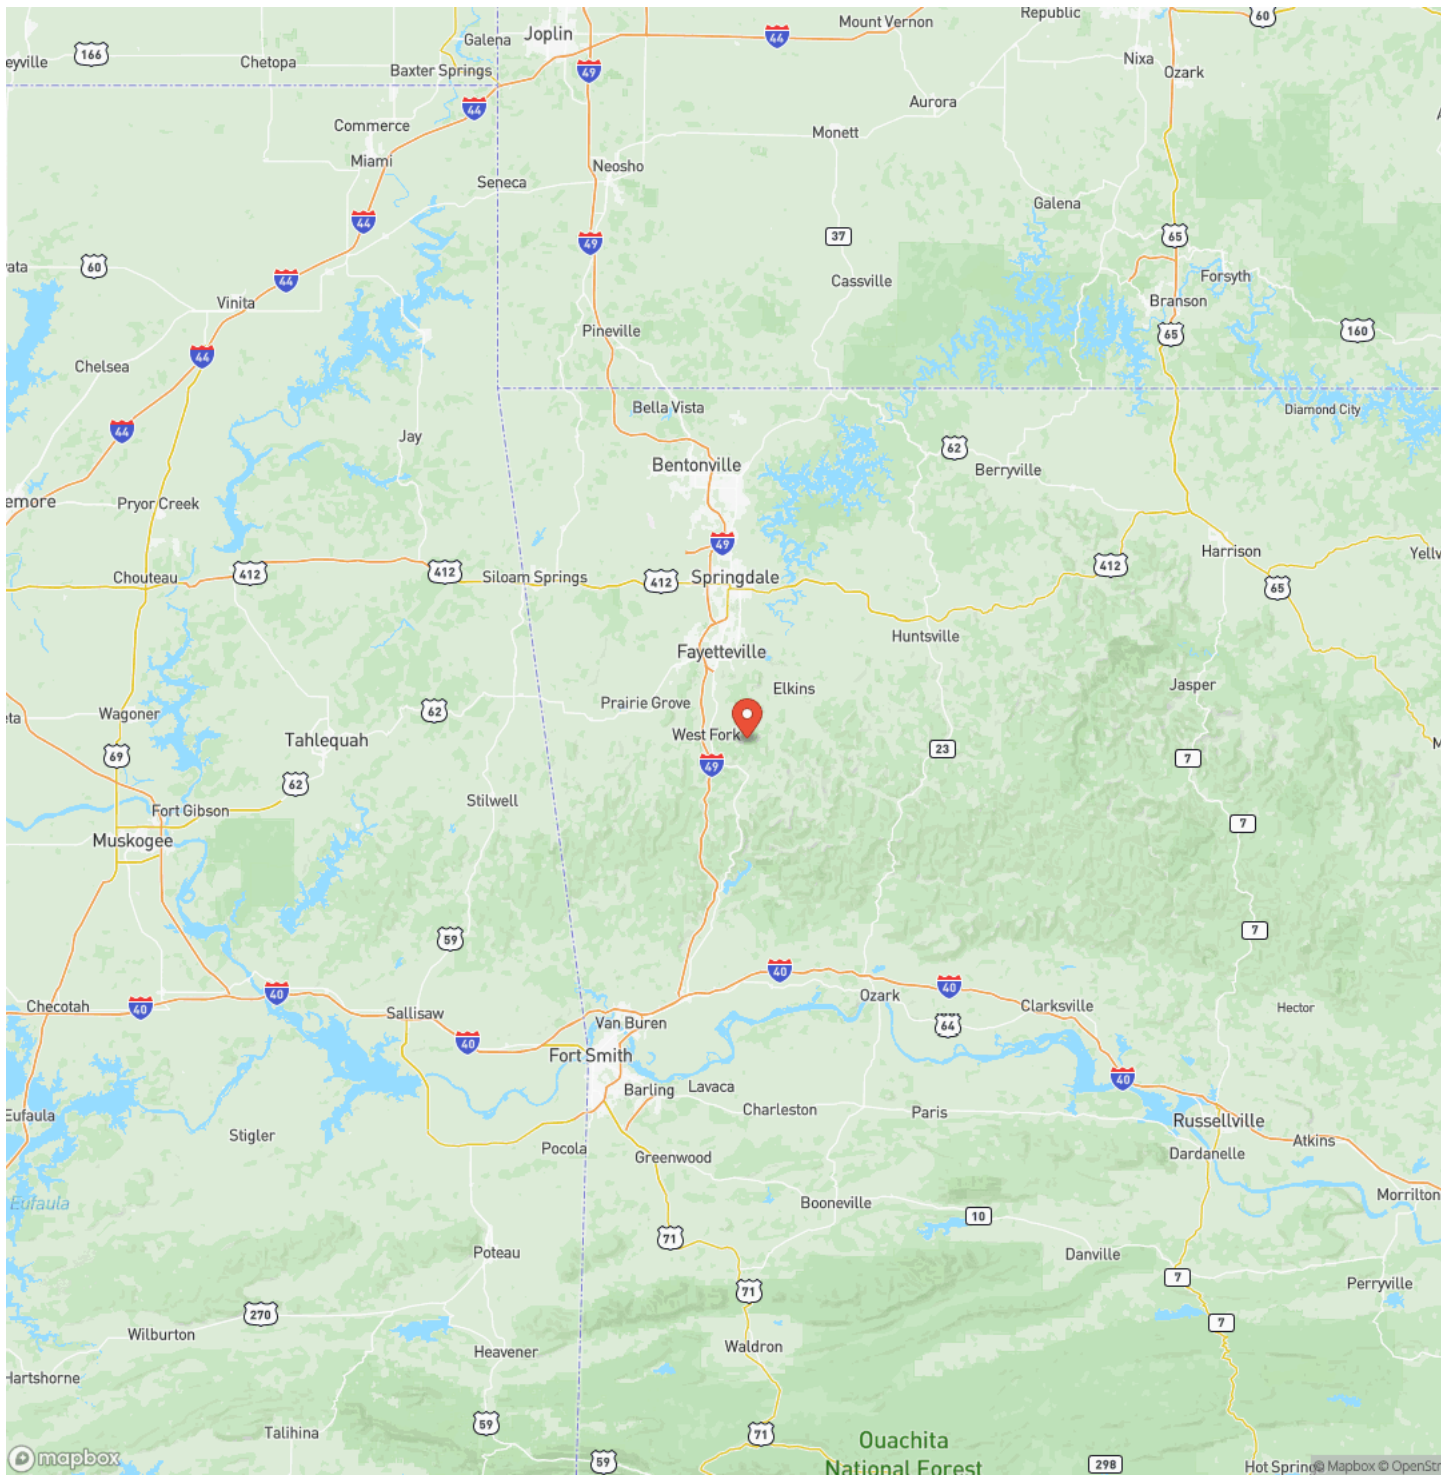 Joplin
Mount Vernon
Republic
60
166
Galena
44
eyville
Chetopa
Baxter Springs
49
Nixa
Ozark
44
Aurora
Commerce
Monett
Miami
Neosho
Seneca
44
Galena
37
65
49
60
vata
44
Forsyth
Cassville
Vinita
Branson
Pineville
65
160
44
Chelsea
Bella Vista
Diamond City
44
Jay
62
Bentonville
Berryville
emore
Pryor Creek
49
Harrison
Yellv
412
412
412
412
Chouteau
Siloam Springs
Springdale
65
Huntsville
Fayetteville
Jasper
Elkins
Prairie Grove
62
Wagoner
eta
West Fork
Tahlequah
23
69
7
49
62
Stilwell
Fort Gibson
7
Muskogee
59
7
40
40
40
Ozark
Clarksville
Hector
Checotah
40
Sallisaw
Van Buren
64
40
Fort Smith
40
Barling
Lavaca
Charleston
Paris
Eufaula
Russellville
Stigler
Atkins
Pocola
Greenwood
Dardanelle
Eufaula
Booneville
Morrilton
10
71
Poteau
Danville
7
71
Perryville
270
7
Wilburton
Heavener
Waldron
Hartshorne
59
71
Talihina
Ouachita
National Forest
mapbox
59
298
Hot Spring
© Mapbox © OpenStr